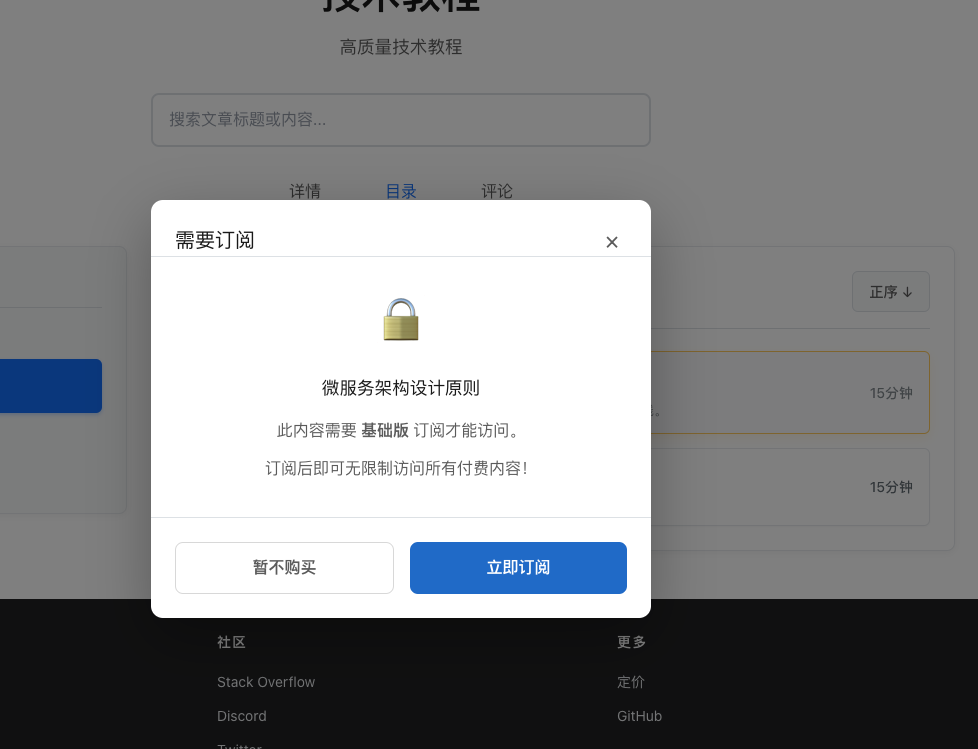 技术教程
高质量技术教程
搜索文章标题或内容...
详情
目录
评论
需要订阅
×
正序 ↓
微服务架构设计原则
15分钟
此内容需要 基础版 订阅才能访问。
订阅后即可无限制访问所有付费内容！
15分钟
暂不购买
立即订阅
社区
更多
Stack Overflow
定价
Discord
GitHub
Twitter